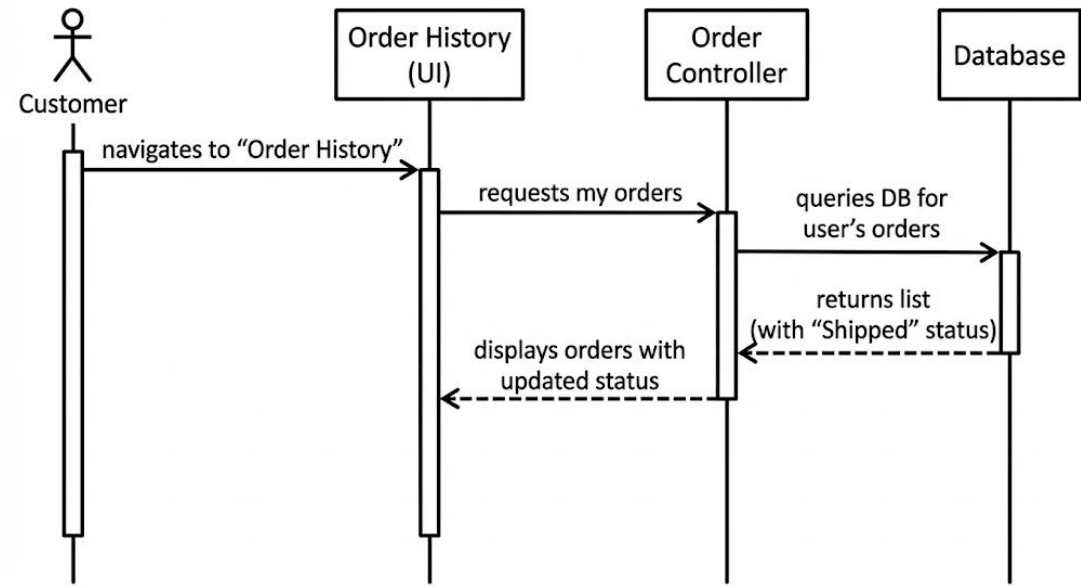 Customer
Order History
(UI)
Order
Controller
Database
navigates to “Order History”
requests my orders
queries DB for
user’s orders
returns list
(with “Shipped” status)
displays orders with
updated status